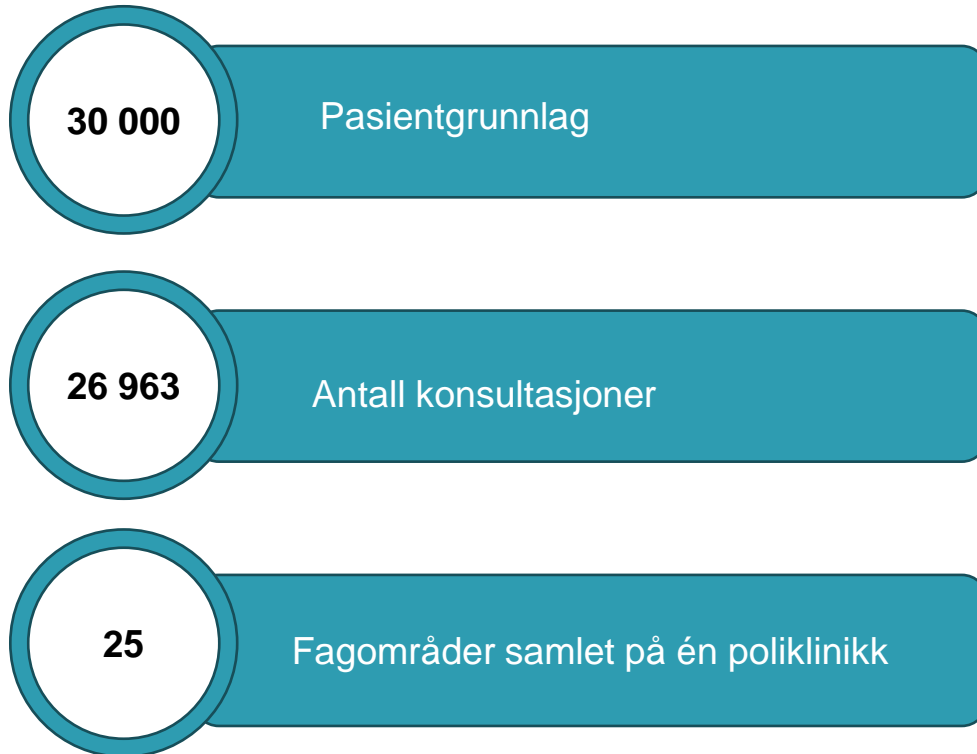 30 000
Pasientgrunnlag
26 963
Antall konsultasjoner
25
Fagområder samlet på én poliklinikk